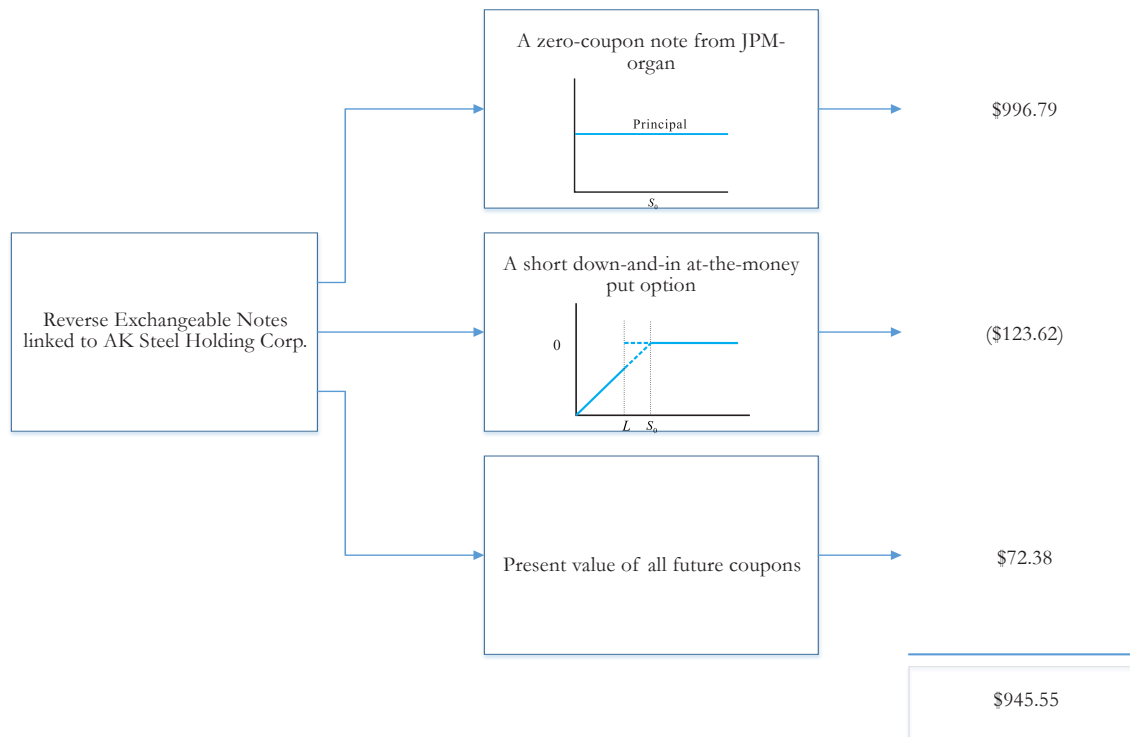 A zero-coupon note from JPM-
organ
Principal
S₀
$996.79
Reverse Exchangeable Notes
linked to AK Steel Holding Corp.
A short down-and-in at-the-money
put option
0
L S₀
($123.62)
Present value of all future coupons
$72.38
$945.55